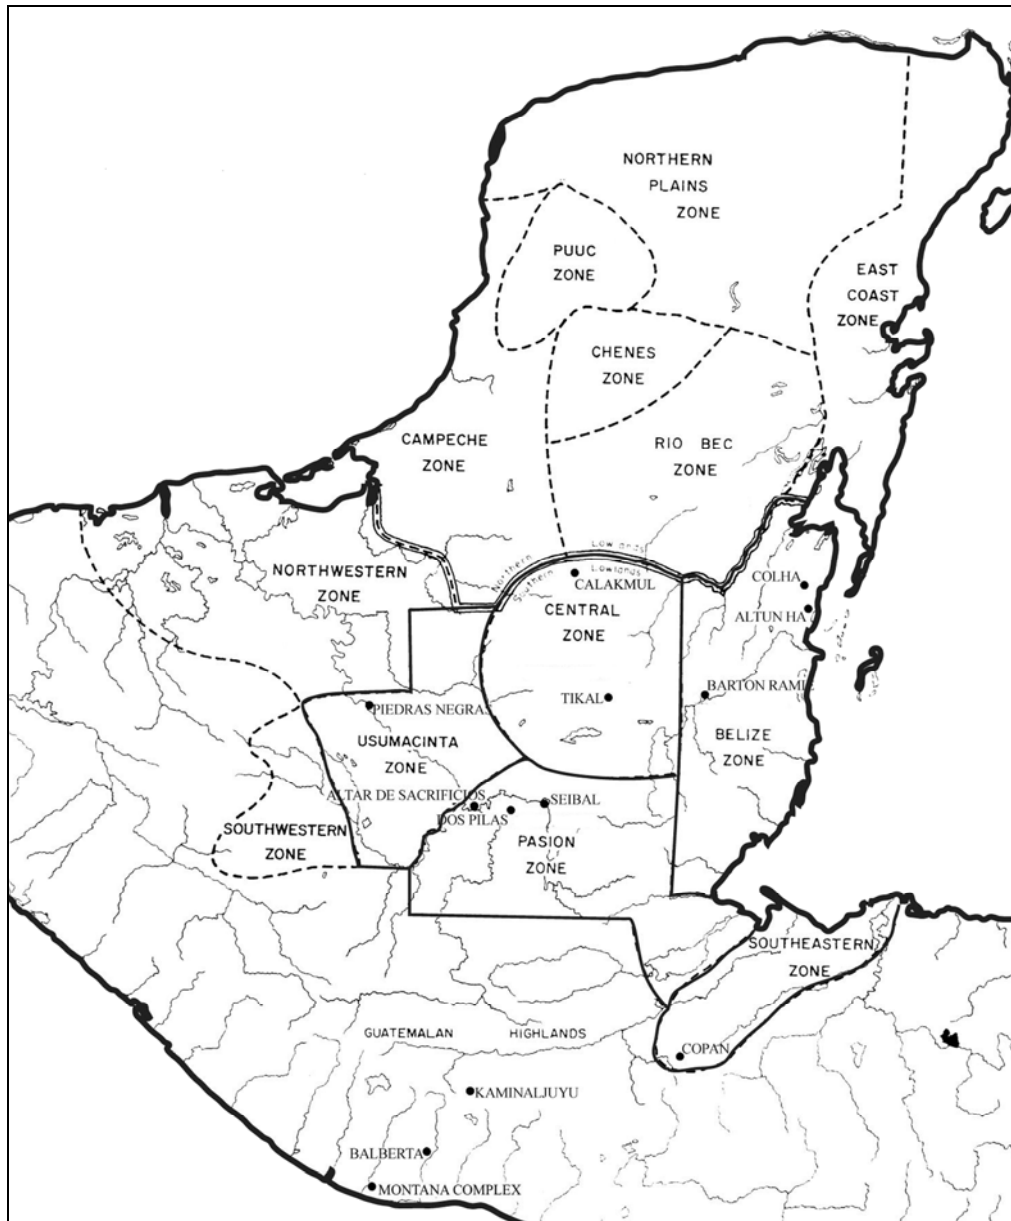 NORTHERN
PLAINS
ZONE
PUUC
ZONE
EAST
COAST
ZONE
CHENES
ZONE
CAMPECHE
ZONE
RIO BEC
ZONE
Northern Lowlands
Southern Lowlands
NORTHWESTERN
ZONE
CALAKMUL
COLHA
CENTRAL
ZONE
ALTUN HA
TIKAL
BARTON RAMIE
PIEDRAS NEGRAS
USUMACINTA
ZONE
BELIZE
ZONE
ALTAR DE SACRIFICIOS
SEIBAL
DOS PILAS
SOUTHWESTERN
ZONE
PASION
ZONE
SOUTHEASTERN
ZONE
GUATEMALAN HIGHLANDS
COPAN
KAMINALJUYU
BALBERTA
MONTANA COMPLEX